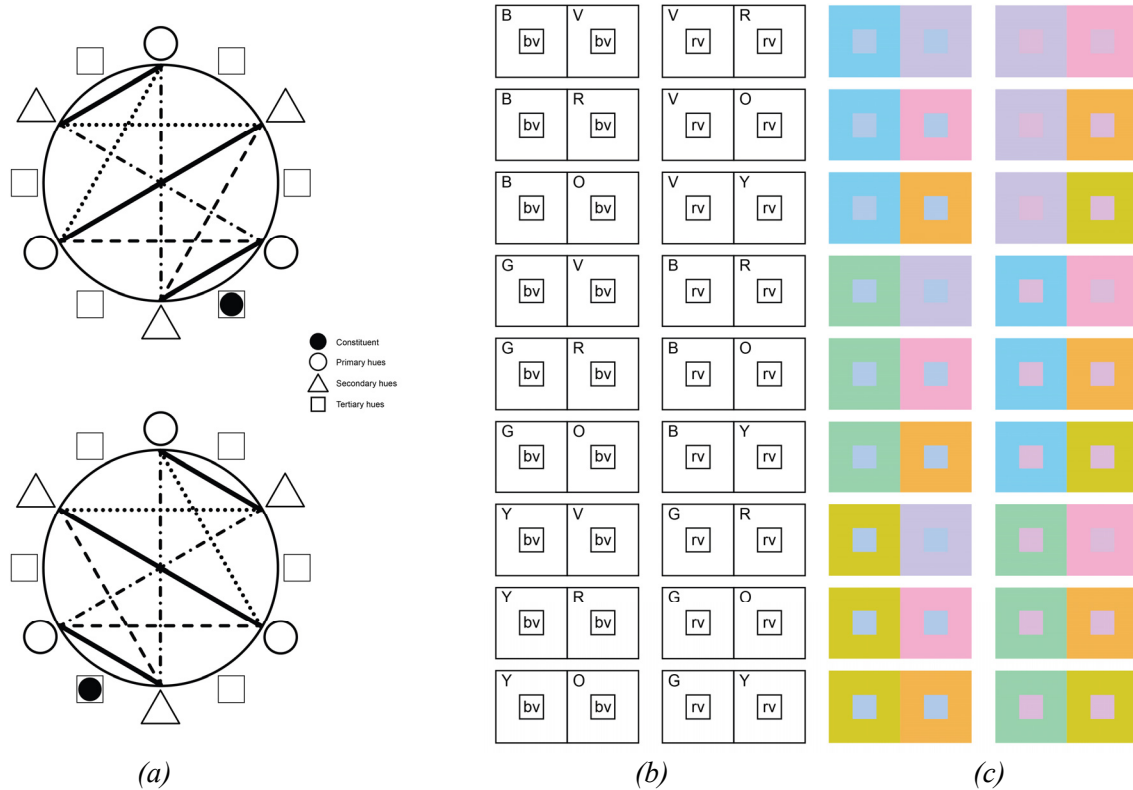 Constituent
Primary hues
Secondary hues
Tertiary hues
B V V R
bv bv rv rv
B R V O
bv bv rv rv
B O V Y
bv bv rv rv
G V B R
bv bv rv rv
G R B O
bv bv rv rv
G O B Y
bv bv rv rv
Y V G R
bv bv rv rv
Y R G O
bv bv rv rv
Y O G Y
bv bv rv rv
(a) (b) (c)